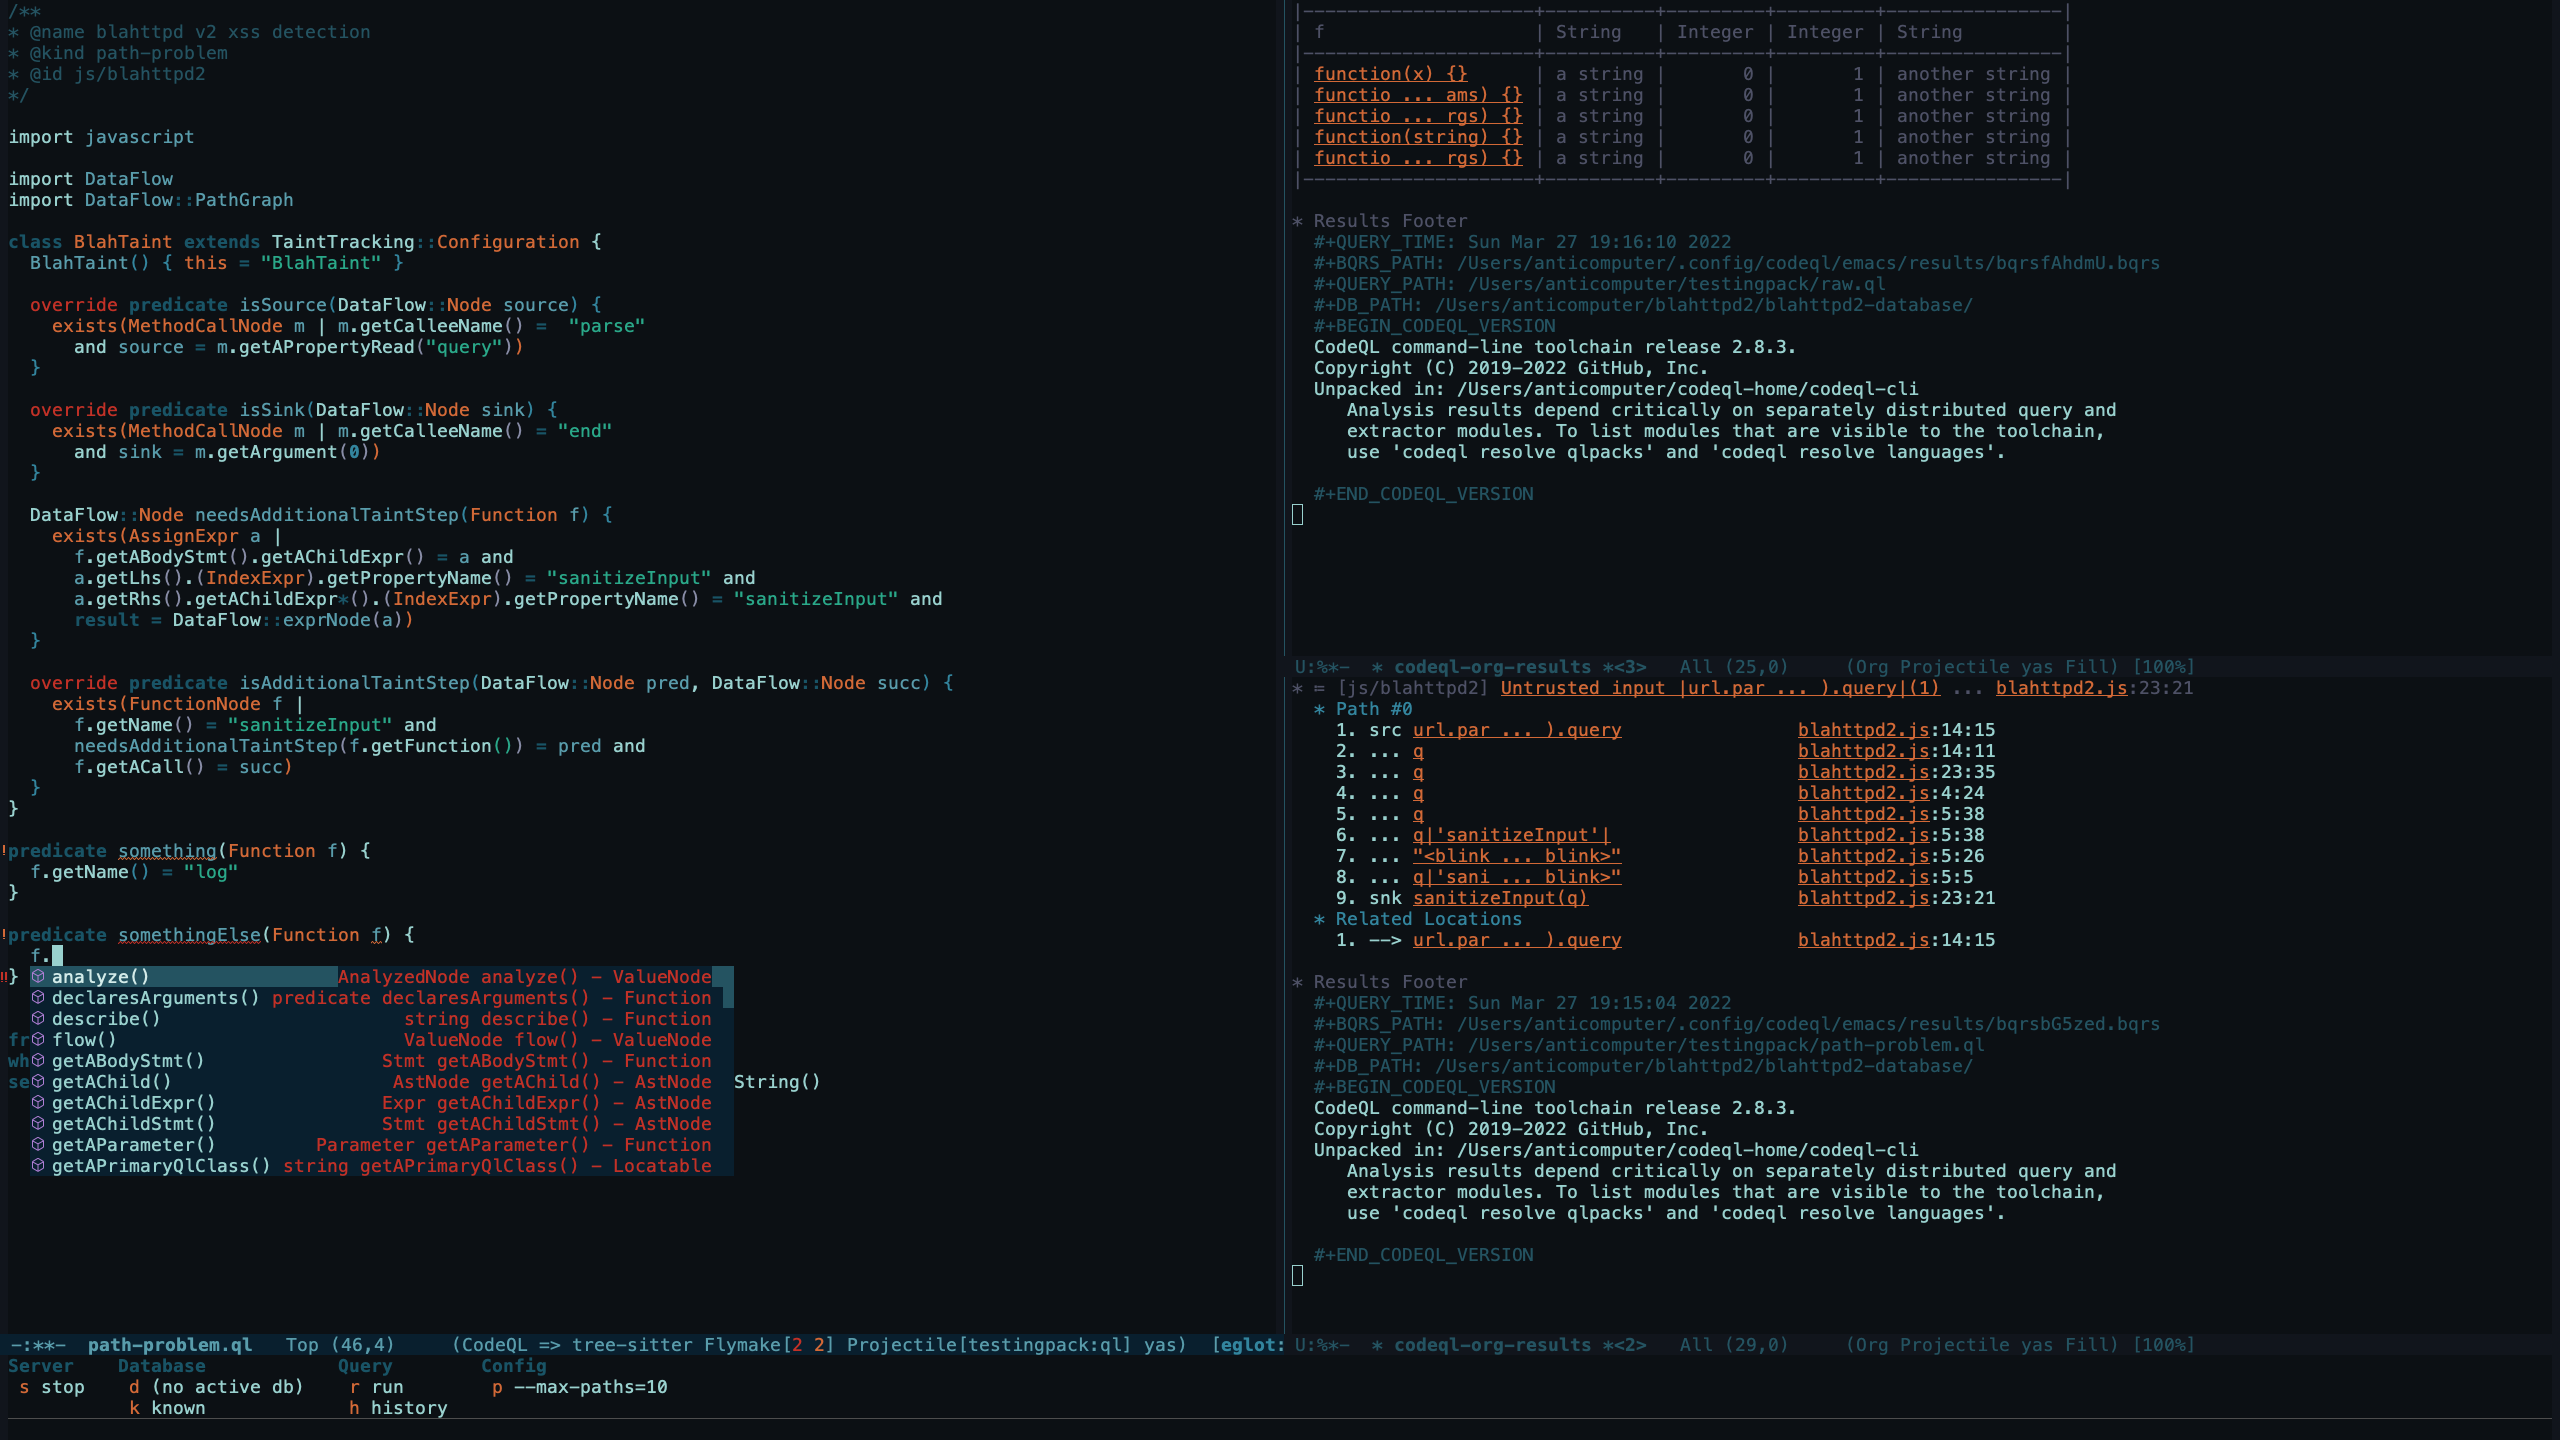 /**
* @name blahttpd v2 xss detection
* @kind path-problem
* @id js/blahttpd2
*/
import javascript
import DataFlow
import DataFlow::PathGraph
class BlahTaint extends TaintTracking::Configuration {
  BlahTaint() { this = "BlahTaint" }
  override predicate isSource(DataFlow::Node source) {
    exists(MethodCallNode m | m.getCalleeName() =  "parse"
      and source = m.getAPropertyRead("query"))
  }
  override predicate isSink(DataFlow::Node sink) {
    exists(MethodCallNode m | m.getCalleeName() = "end"
      and sink = m.getArgument(0))
  }
  DataFlow::Node needsAdditionalTaintStep(Function f) {
    exists(AssignExpr a |
      f.getABodyStmt().getAChildExpr() = a and
      a.getLhs().(IndexExpr).getPropertyName() = "sanitizeInput" and
      a.getRhs().getAChildExpr*().(IndexExpr).getPropertyName() = "sanitizeInput" and
      result = DataFlow::exprNode(a))
  }
  override predicate isAdditionalTaintStep(DataFlow::Node pred, DataFlow::Node succ) {
    exists(FunctionNode f |
      f.getName() = "sanitizeInput" and
      needsAdditionalTaintStep(f.getFunction()) = pred and
      f.getACall() = succ)
  }
}
!predicate something(Function f) {
  f.getName() = "log"
}
!predicate somethingElse(Function f) {
  f.
!!} analyze() AnalyzedNode analyze() – ValueNode
declaresArguments() predicate declaresArguments() – Function
describe() string describe() – Function
fr flow() ValueNode flow() – ValueNode
wh getABodyStmt() Stmt getABodyStmt() – Function
se getAChild() AstNode getAChild() – AstNode String()
getAChildExpr() Expr getAChildExpr() – AstNode
getAChildStmt() Stmt getAChildStmt() – AstNode
getAParameter() Parameter getAParameter() – Function
getAPrimaryQlClass() string getAPrimaryQlClass() – Locatable
-:**-  path-problem.ql   Top (46,4)     (CodeQL => tree-sitter Flymake[2 2] Projectile[testingpack:ql] yas)  [eglot:
|---------------------+----------+---------+---------+----------------|
| f                   | String   | Integer | Integer | String         |
|---------------------+----------+---------+---------+----------------|
| function(x) {}      | a string |       0 |       1 | another string |
| functio ... ams) {} | a string |       0 |       1 | another string |
| functio ... rgs) {} | a string |       0 |       1 | another string |
| function(string) {} | a string |       0 |       1 | another string |
| functio ... rgs) {} | a string |       0 |       1 | another string |
|---------------------+----------+---------+---------+----------------|
* Results Footer
  #+QUERY_TIME: Sun Mar 27 19:16:10 2022
  #+BQRS_PATH: /Users/anticomputer/.config/codeql/emacs/results/bqrsfAhdmU.bqrs
  #+QUERY_PATH: /Users/anticomputer/testingpack/raw.ql
  #+DB_PATH: /Users/anticomputer/blahttpd2/blahttpd2-database/
  #+BEGIN_CODEQL_VERSION
  CodeQL command-line toolchain release 2.8.3.
  Copyright (C) 2019-2022 GitHub, Inc.
  Unpacked in: /Users/anticomputer/codeql-home/codeql-cli
     Analysis results depend critically on separately distributed query and
     extractor modules. To list modules that are visible to the toolchain,
     use 'codeql resolve qlpacks' and 'codeql resolve languages'.
  #+END_CODEQL_VERSION
U:%*-  * codeql-org-results *<3>   All (25,0)     (Org Projectile yas Fill) [100%]
* = [js/blahttpd2] Untrusted input |url.par ... ).query|(1) ... blahttpd2.js:23:21
  * Path #0
    1. src url.par ... ).query                blahttpd2.js:14:15
    2. ... q                                  blahttpd2.js:14:11
    3. ... q                                  blahttpd2.js:23:35
    4. ... q                                  blahttpd2.js:4:24
    5. ... q                                  blahttpd2.js:5:38
    6. ... q|'sanitizeInput'|                 blahttpd2.js:5:38
    7. ... "<blink ... blink>"                blahttpd2.js:5:26
    8. ... q|'sani ... blink>"                blahttpd2.js:5:5
    9. snk sanitizeInput(q)                   blahttpd2.js:23:21
  * Related Locations
    1. --> url.par ... ).query                blahttpd2.js:14:15
* Results Footer
  #+QUERY_TIME: Sun Mar 27 19:15:04 2022
  #+BQRS_PATH: /Users/anticomputer/.config/codeql/emacs/results/bqrsbG5zed.bqrs
  #+QUERY_PATH: /Users/anticomputer/testingpack/path-problem.ql
  #+DB_PATH: /Users/anticomputer/blahttpd2/blahttpd2-database/
  #+BEGIN_CODEQL_VERSION
  CodeQL command-line toolchain release 2.8.3.
  Copyright (C) 2019-2022 GitHub, Inc.
  Unpacked in: /Users/anticomputer/codeql-home/codeql-cli
     Analysis results depend critically on separately distributed query and
     extractor modules. To list modules that are visible to the toolchain,
     use 'codeql resolve qlpacks' and 'codeql resolve languages'.
  #+END_CODEQL_VERSION
U:%*-  * codeql-org-results *<2>   All (29,0)     (Org Projectile yas Fill) [100%]
Server    Database            Query        Config
 s stop    d (no active db)    r run        p --max-paths=10
           k known             h history